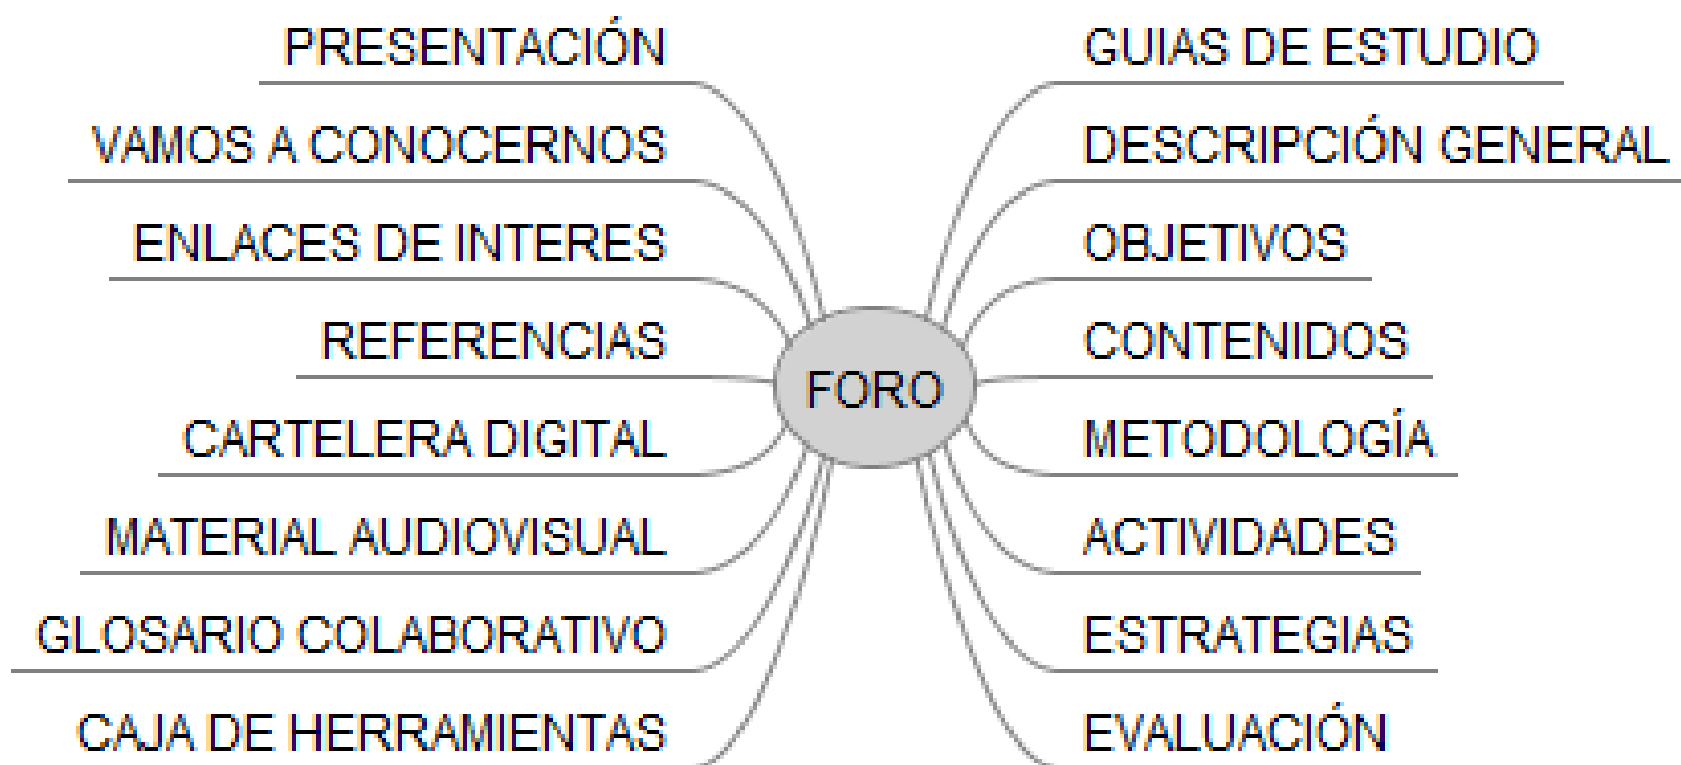 PRESENTACIÓN
VAMOS A CONOCERNOS
ENLACES DE INTERES
REFERENCIAS
CARTELERA DIGITAL
MATERIAL AUDIOVISUAL
GLOSARIO COLABORATIVO
CAJA DE HERRAMIENTAS
FORO
GUIAS DE ESTUDIO
DESCRIPCIÓN GENERAL
OBJETIVOS
CONTENIDOS
METODOLOGÍA
ACTIVIDADES
ESTRATEGIAS
EVALUACIÓN